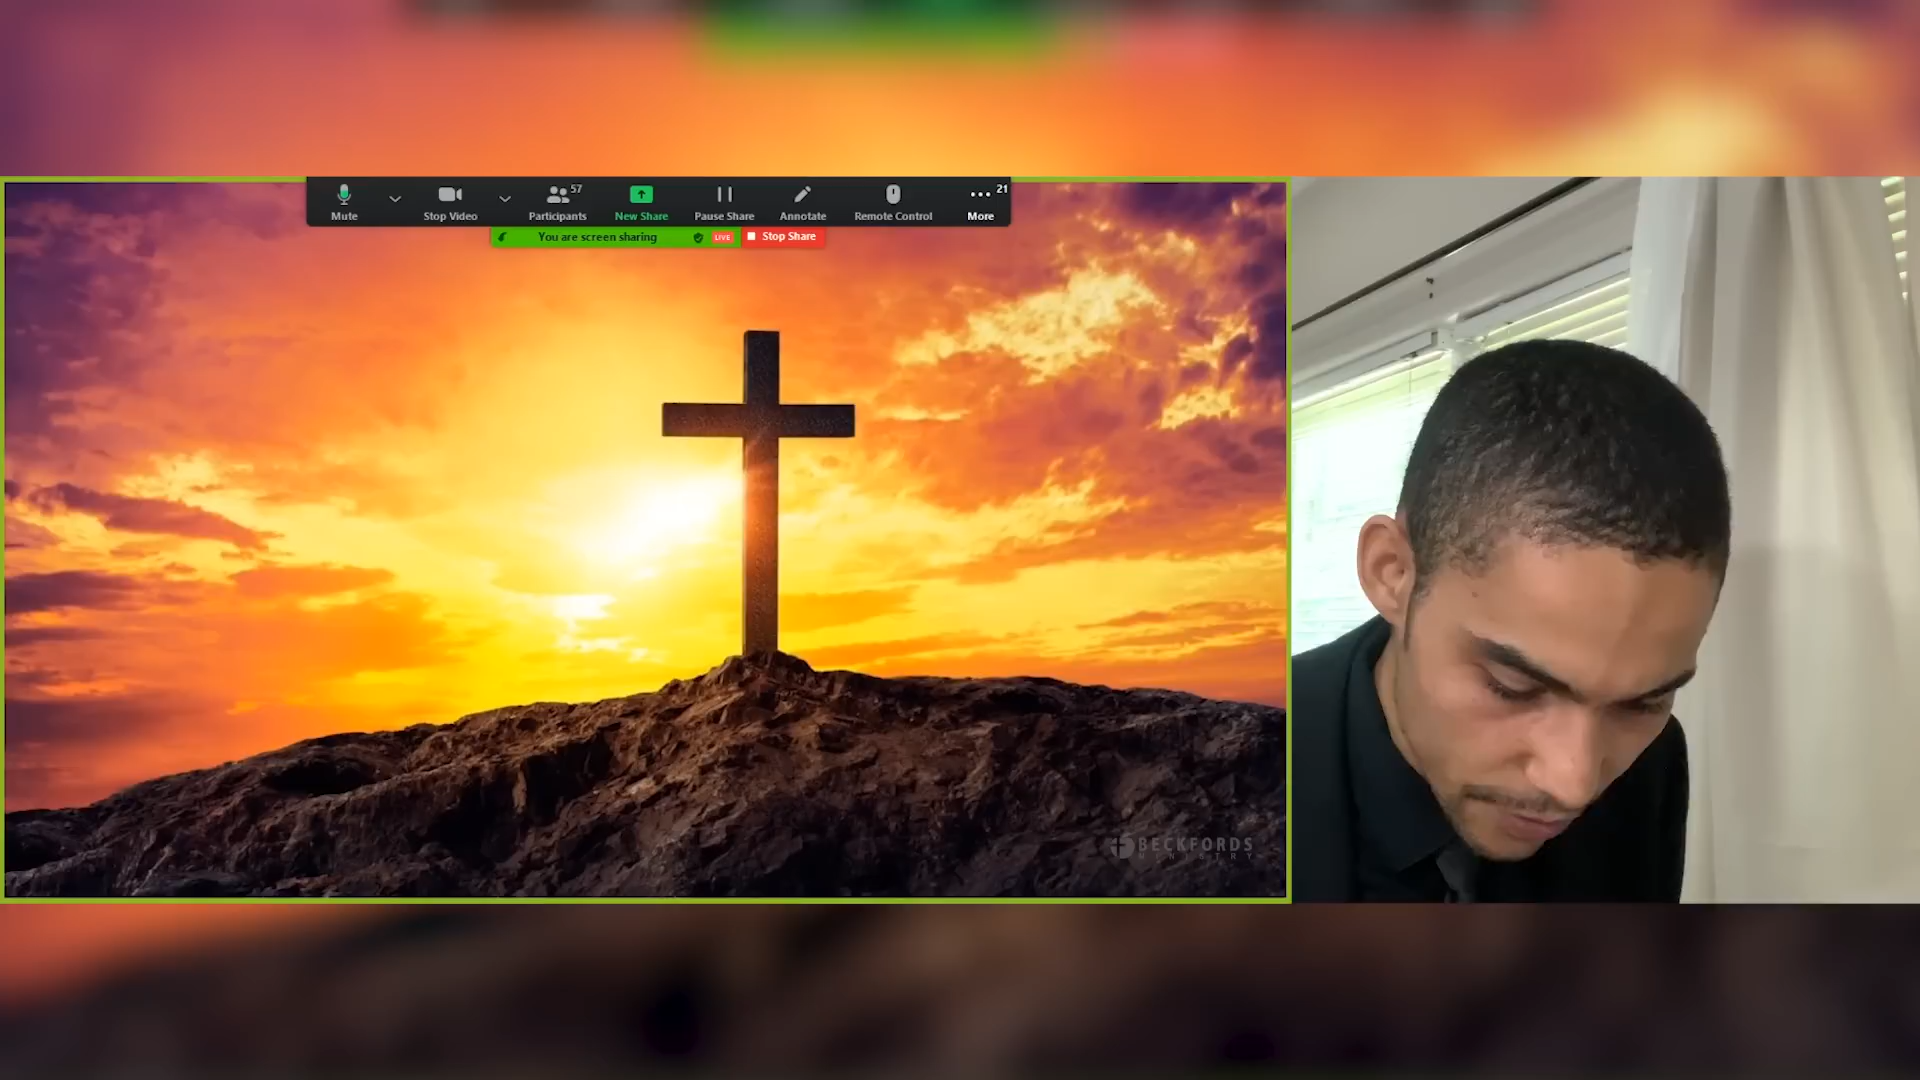 57
21
Mute
Stop Video
Participants
New Share
Pause Share
Annotate
Remote Control
More
You are screen sharing
LIVE
Stop Share
BECKFORDS
MINISTRY